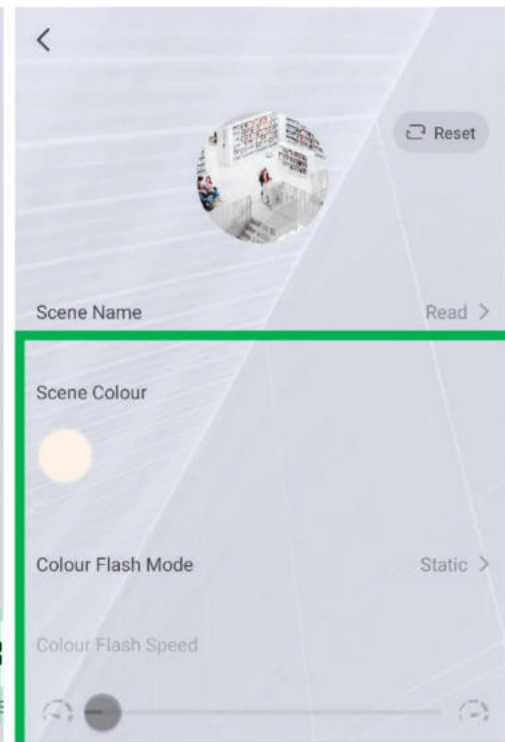 Reset
Scene Name
Read >
Scene Colour
Colour Flash Mode
Static >
Colour Flash Speed